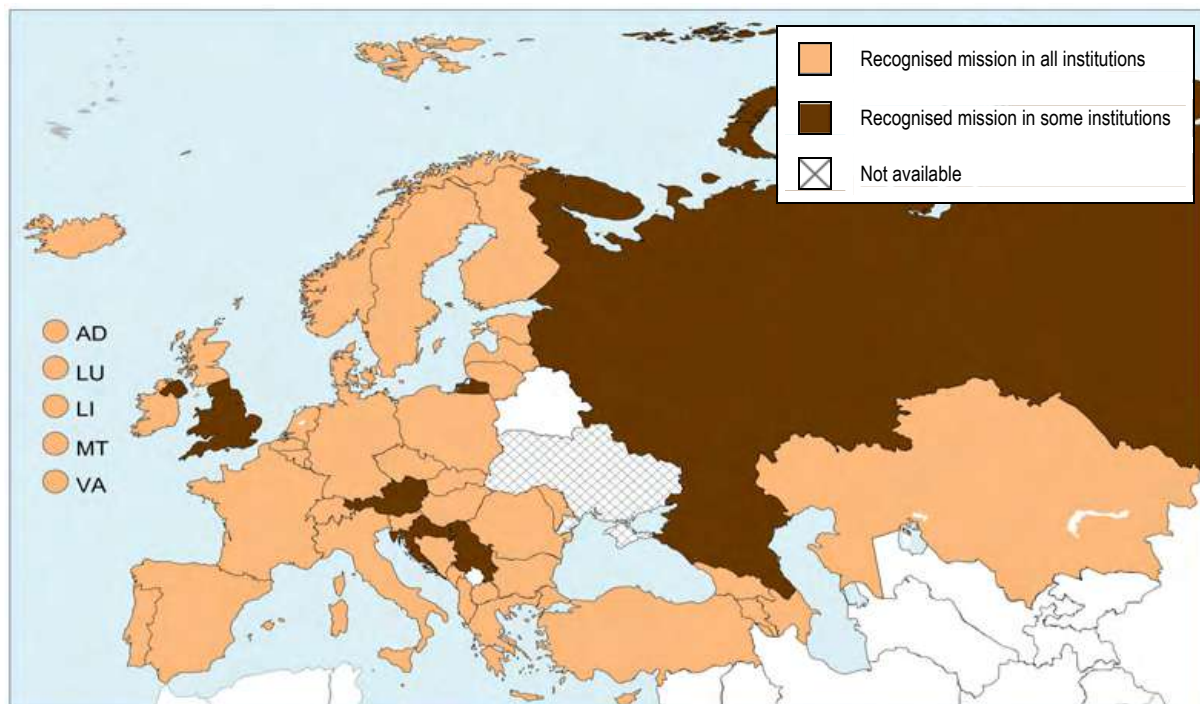 Recognised mission in all institutions
Recognised mission in some institutions
Not available
AD
LU
LI
MT
VA